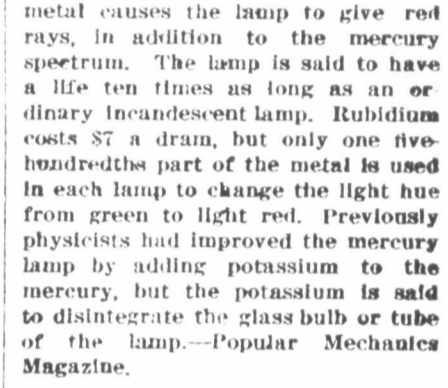 metal causes the lamp to give red
rays, in addition to the mercury
spectrum. The lamp is said to have
a life ten times as long as an or
dinary incandescent lamp. Rubidium
costs $7 a dram, but only one five-
hundredths part of the metal is used
in each lamp to change the light hue
from green to light red. Previously
physicists had improved the mercury
lamp by adding potassium to the
mercury, but the potassium is said
to disintegrate the glass bulb or tube
of the lamp.—Popular Mechanics
Magazine.